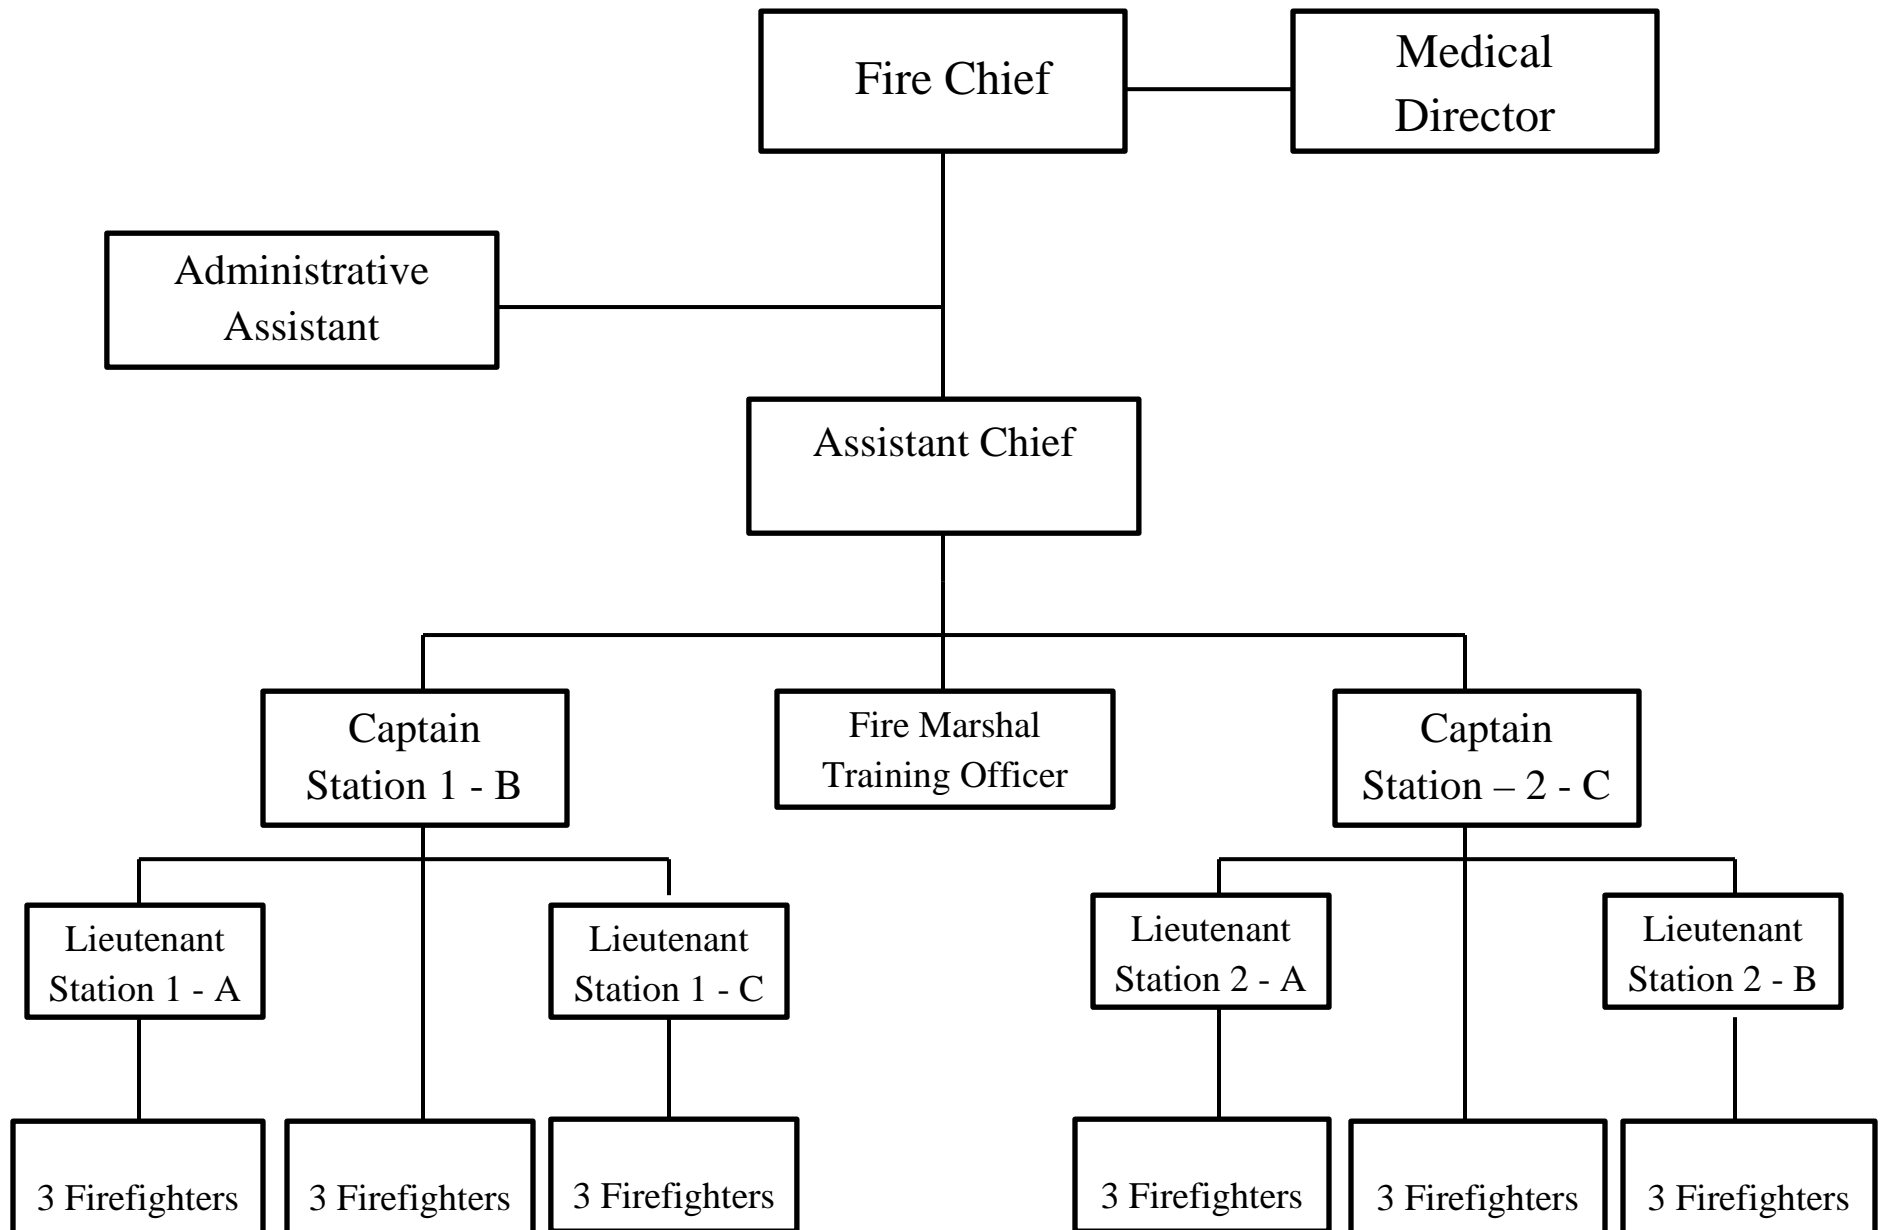 Fire Chief
Medical
Director
Administrative
Assistant
Assistant Chief
Captain
Station 1 - B
Fire Marshal
Training Officer
Captain
Station – 2 - C
Lieutenant
Station 1 - A
Lieutenant
Station 1 - C
Lieutenant
Station 2 - A
Lieutenant
Station 2 - B
3 Firefighters
3 Firefighters
3 Firefighters
3 Firefighters
3 Firefighters
3 Firefighters